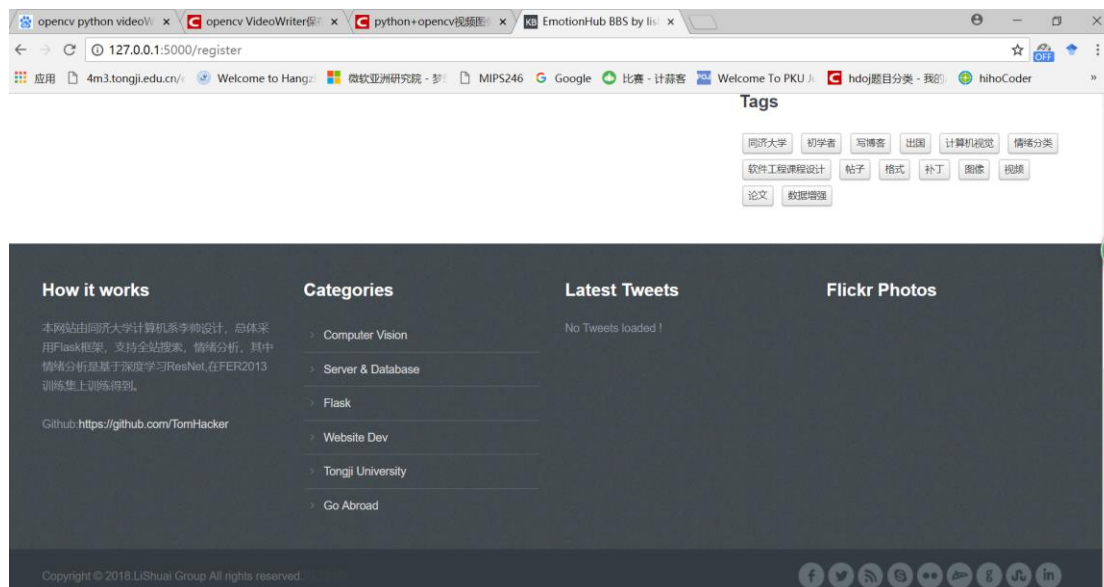 opencv python videoW
opencv VideoWriter保
python+opencv视频图
EmotionHub BBS by lis
127.0.0.1:5000/register
OFF
应用
4m3.tongji.edu.cn/
Welcome to Hangz
微软亚洲研究院 - 梦
MIPS246
Google
比赛 - 计蒜客
Welcome To PKU J
hdoj题目分类 - 我的
hihoCoder
»
Tags
同济大学 初学者 写博客 出国 计算机视觉 情绪分类
软件工程课程设计 帖子 格式 补丁 图像 视频
论文 数据增强
How it works
本网站由同济大学计算机系李帅设计，总体采
用Flask框架，支持全站搜索，情绪分析，其中
情绪分析是基于深度学习ResNet,在FER2013
训练集上训练得到。
Github:https://github.com/TomHacker
Categories
Computer Vision
Server & Database
Flask
Website Dev
Tongji University
Go Abroad
Latest Tweets
No Tweets loaded !
Flickr Photos
Copyright © 2018.LiShuai Group All rights reserved.